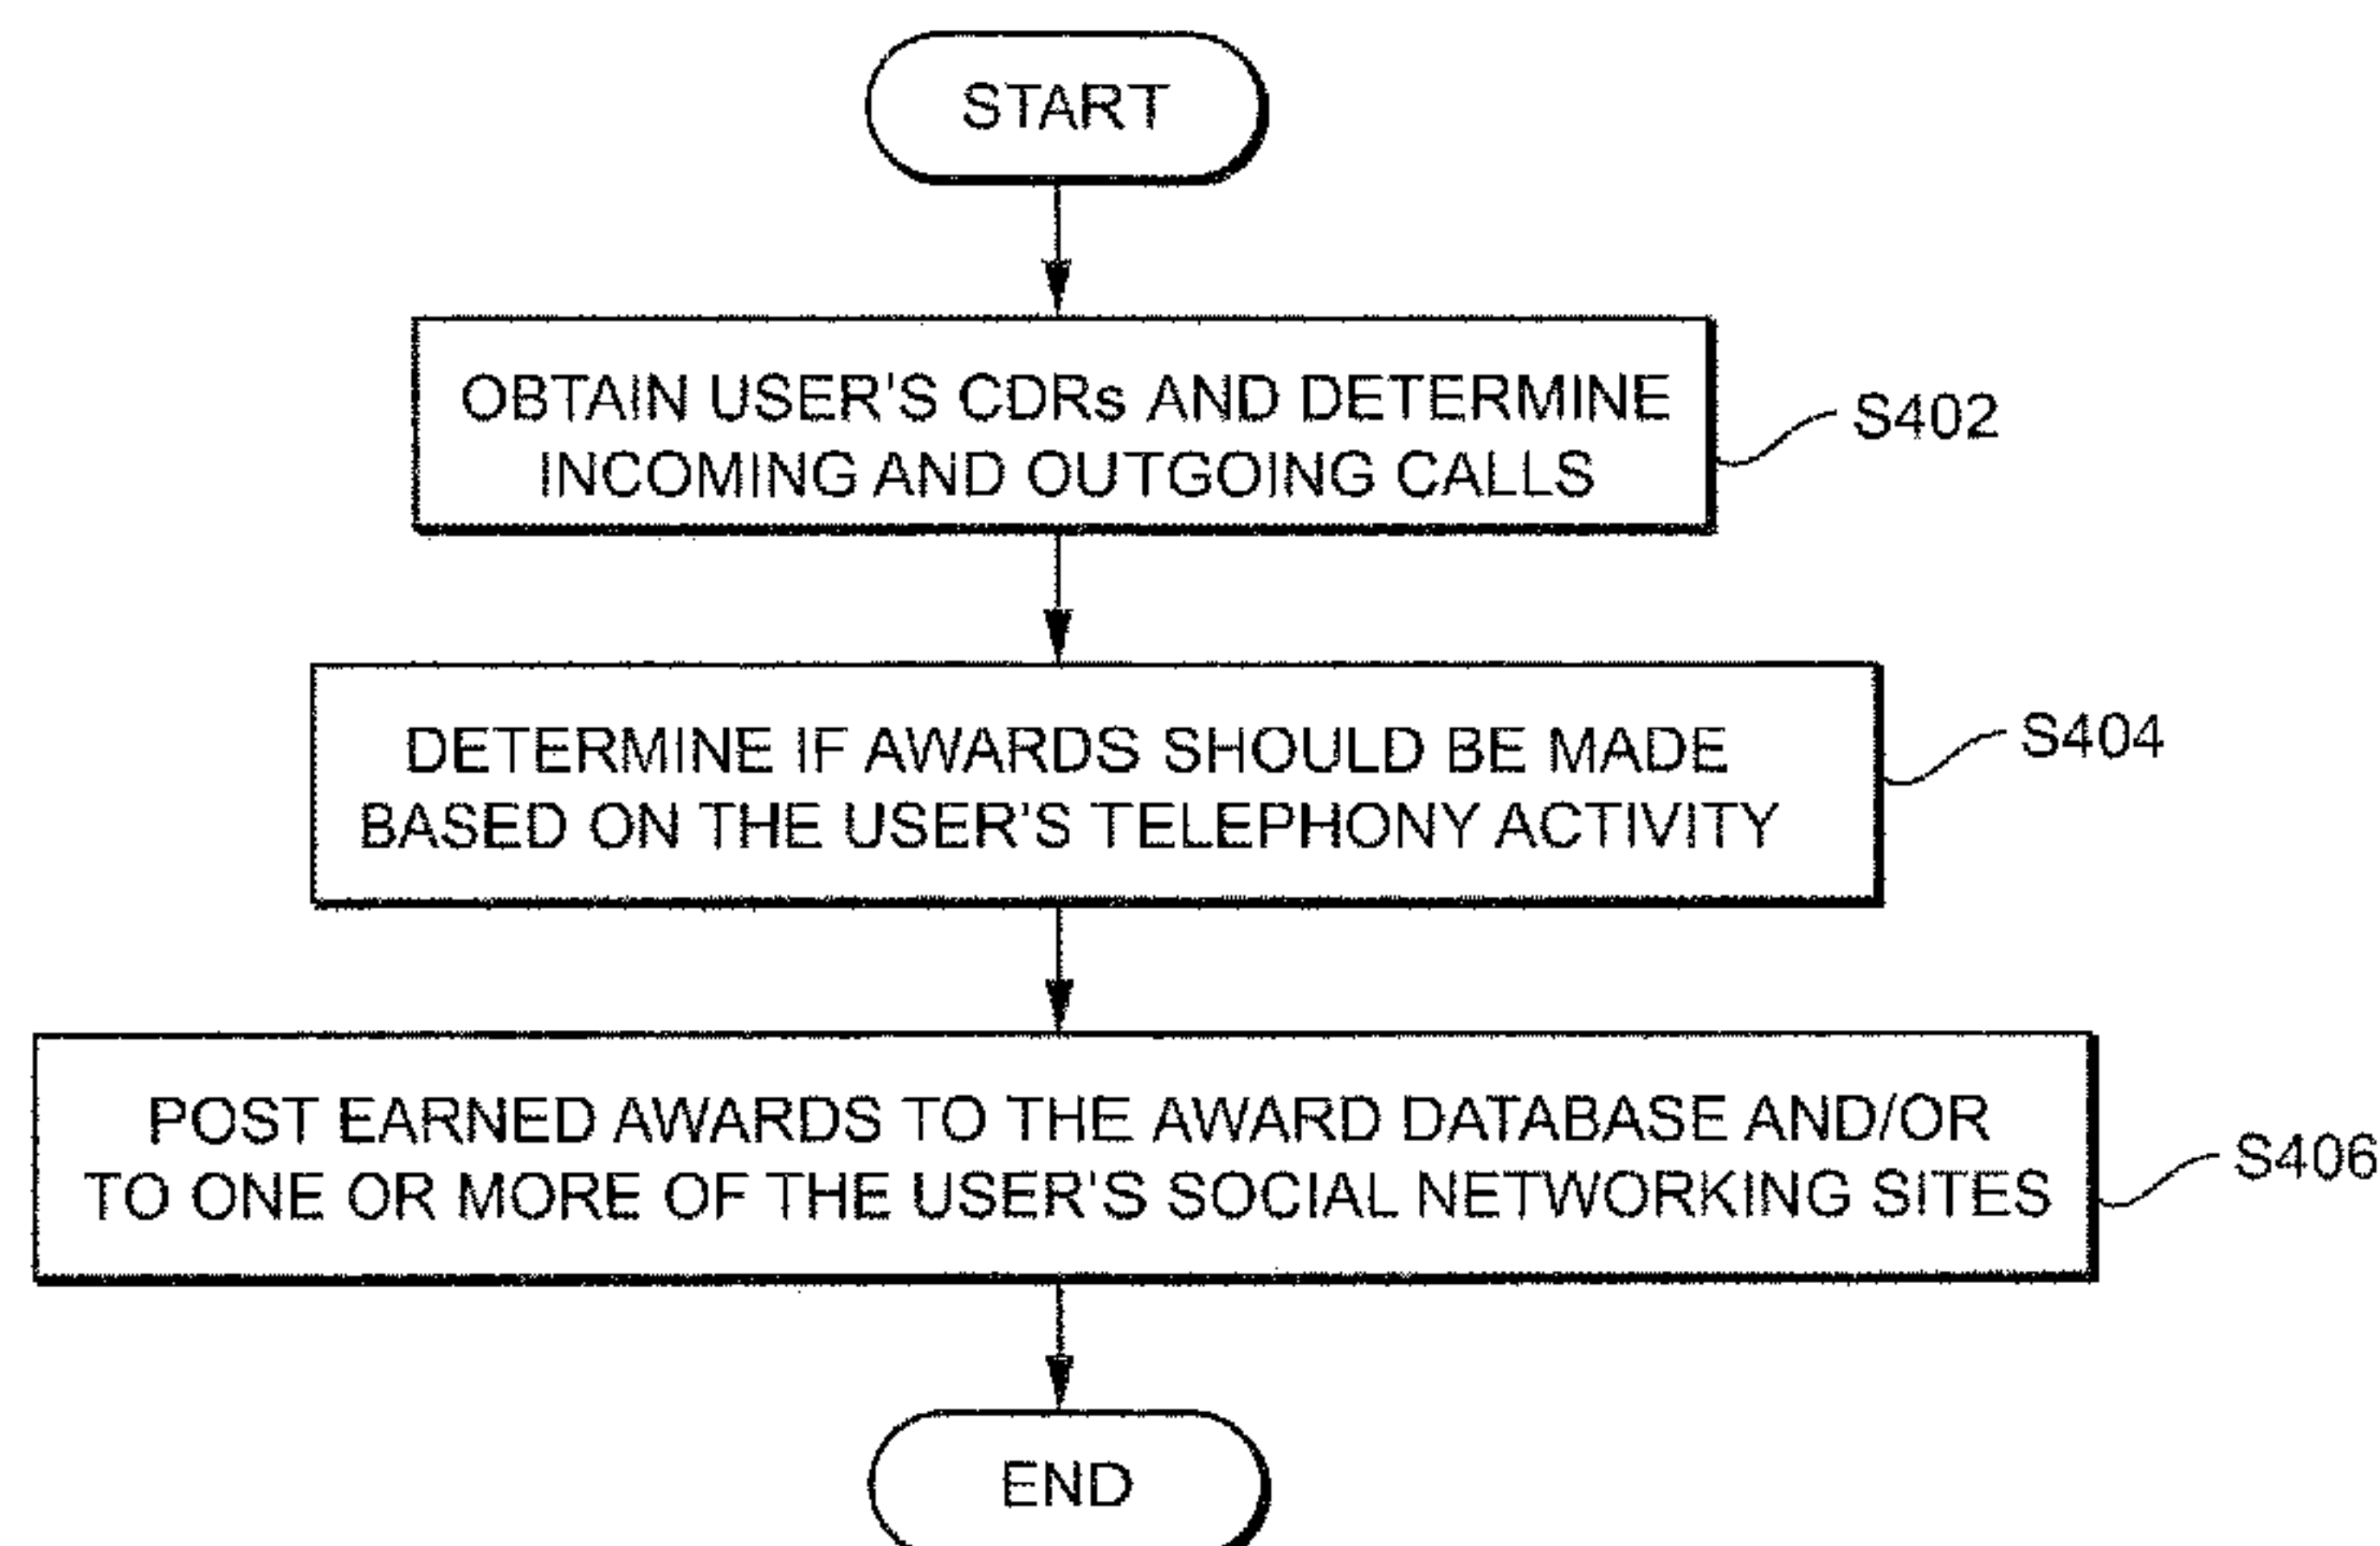 START
OBTAIN USER'S CDRs AND DETERMINE
INCOMING AND OUTGOING CALLS
S402
DETERMINE IF AWARDS SHOULD BE MADE
BASED ON THE USER'S TELEPHONY ACTIVITY
S404
POST EARNED AWARDS TO THE AWARD DATABASE AND/OR
TO ONE OR MORE OF THE USER'S SOCIAL NETWORKING SITES
S406
END